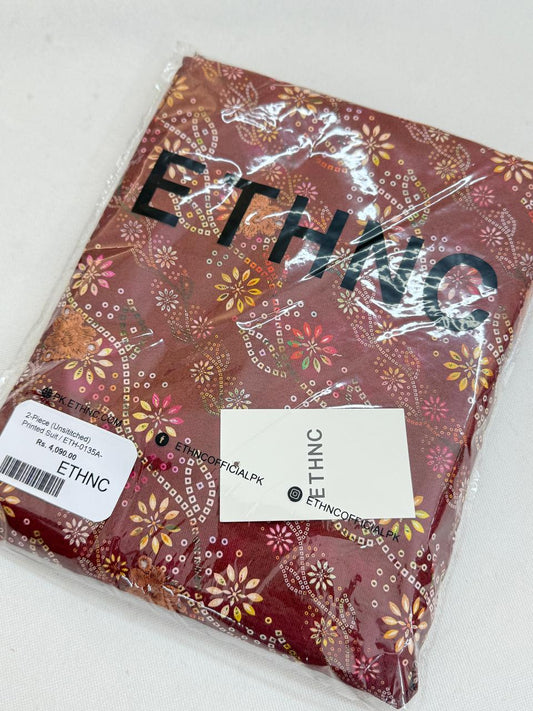 ETHNC
PK.ETHNC.COM
2-Piece (Unstitched)
Printed Suit / ETH-0135A-
Rs. 4,090.00
ETHNC
ETHNCOFFICIALPK
ETHNC
ETHNCOFFICIALPK